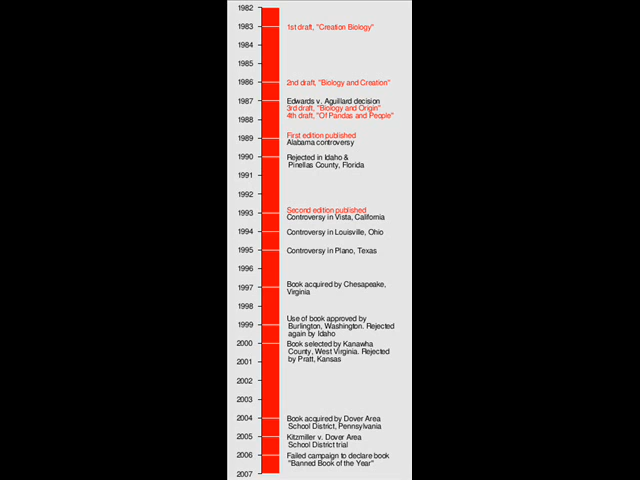 1982
1983 1st draft, "Creation Biology"
1984
1985
1986 2nd draft, "Biology and Creation"
1987 Edwards v. Aguillard decision
3rd draft, "Biology and Origin"
4th draft, "Of Pandas and People"
1988
First edition published
1989 Alabama controversy
1990 Rejected in Idaho &
Pinellas County, Florida
1991
1992
Second edition published
1993 Controversy in Vista, California
1994 Controversy in Louisville, Ohio
1995 Controversy in Plano, Texas
1996
Book acquired by Chesapeake,
1997 Virginia
1998
Use of book approved by
1999 Burlington, Washington. Rejected
again by Idaho
2000 Book selected by Kanawha
County, West Virginia. Rejected
by Pratt, Kansas
2001
2002
2003
2004 Book acquired by Dover Area
School District, Pennsylvania
2005 Kitzmiller v. Dover Area
School District trial
2006 Failed campaign to declare book
"Banned Book of the Year"
2007